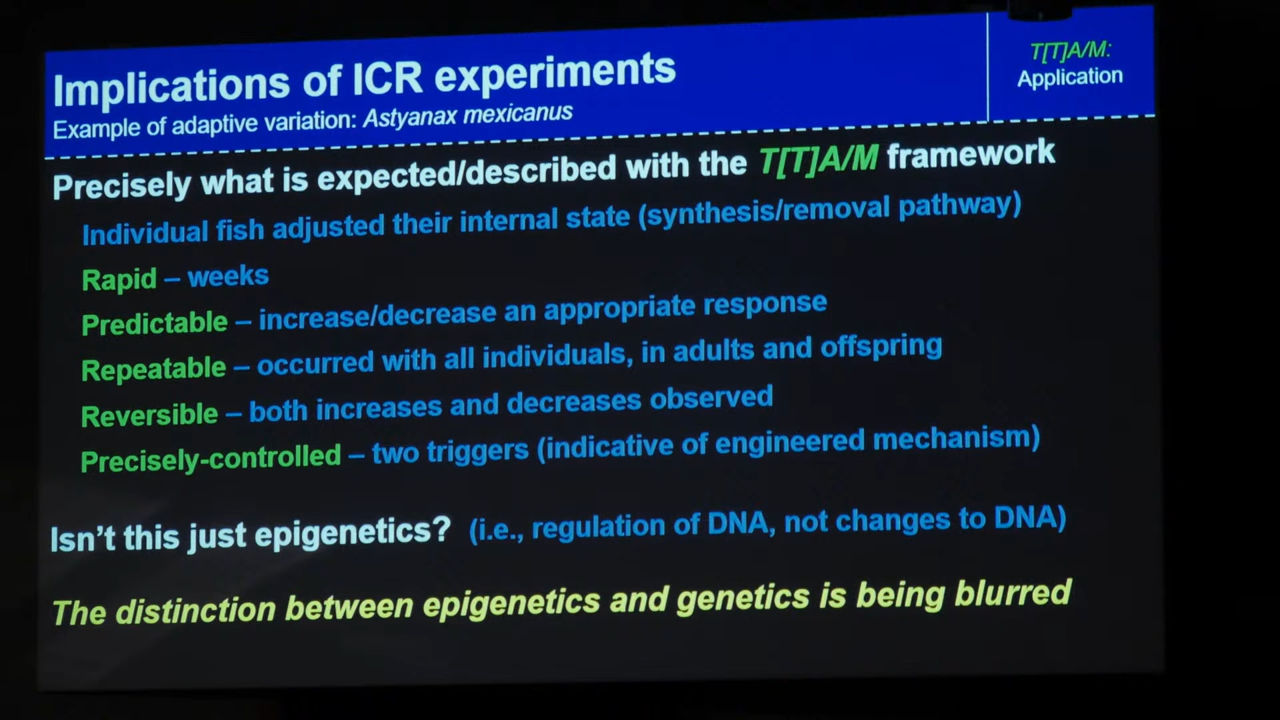 Implications of ICR experiments
Example of adaptive variation: Astyanax mexicanus
T[T]A/M:
Application
Precisely what is expected/described with the T[T]A/M framework
Individual fish adjusted their internal state (synthesis/removal pathway)
Rapid – weeks
Predictable – increase/decrease an appropriate response
Repeatable – occurred with all individuals, in adults and offspring
Reversible – both increases and decreases observed
Precisely-controlled – two triggers (indicative of engineered mechanism)
Isn't this just epigenetics? (i.e., regulation of DNA, not changes to DNA)
The distinction between epigenetics and genetics is being blurred